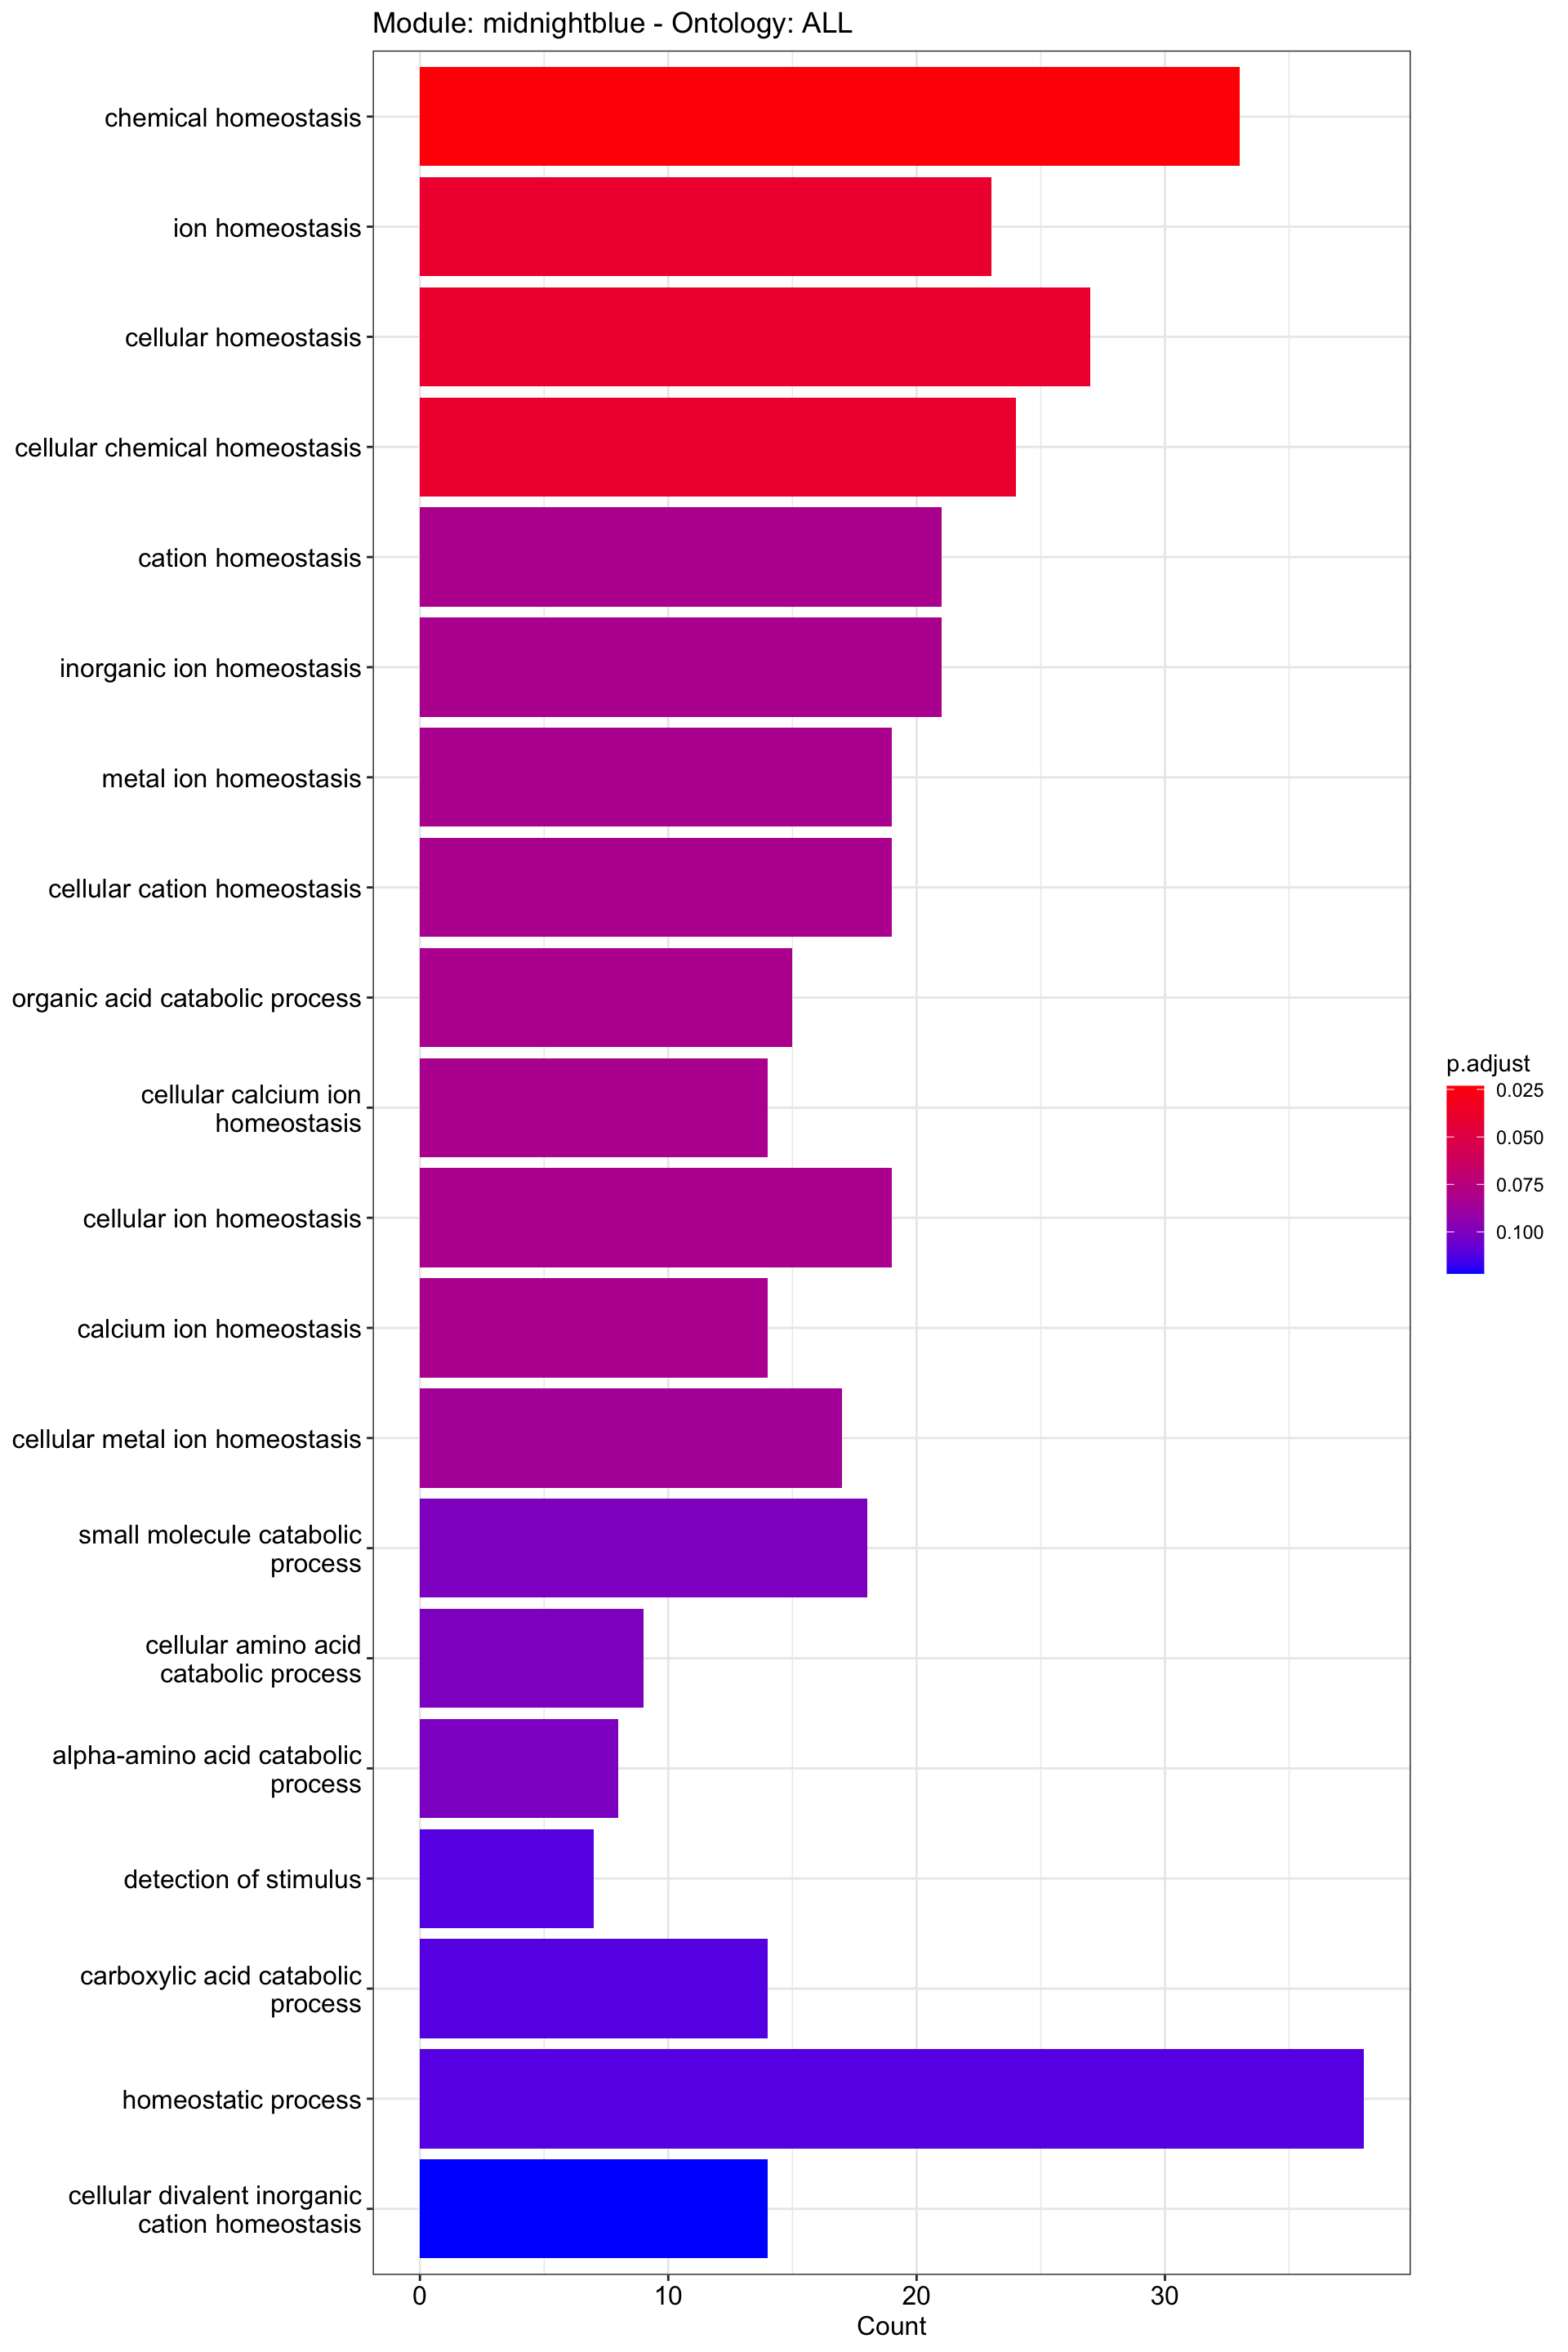 Module: midnightblue - Ontology: ALL
chemical homeostasis
ion homeostasis
cellular homeostasis
cellular chemical homeostasis
cation homeostasis
inorganic ion homeostasis
metal ion homeostasis
cellular cation homeostasis
organic acid catabolic process
cellular calcium ion
homeostasis
cellular ion homeostasis
calcium ion homeostasis
cellular metal ion homeostasis
small molecule catabolic
process
cellular amino acid
catabolic process
alpha-amino acid catabolic
process
detection of stimulus
carboxylic acid catabolic
process
homeostatic process
cellular divalent inorganic
cation homeostasis
0 10 20 30
Count
p.adjust
0.025
0.050
0.075
0.100